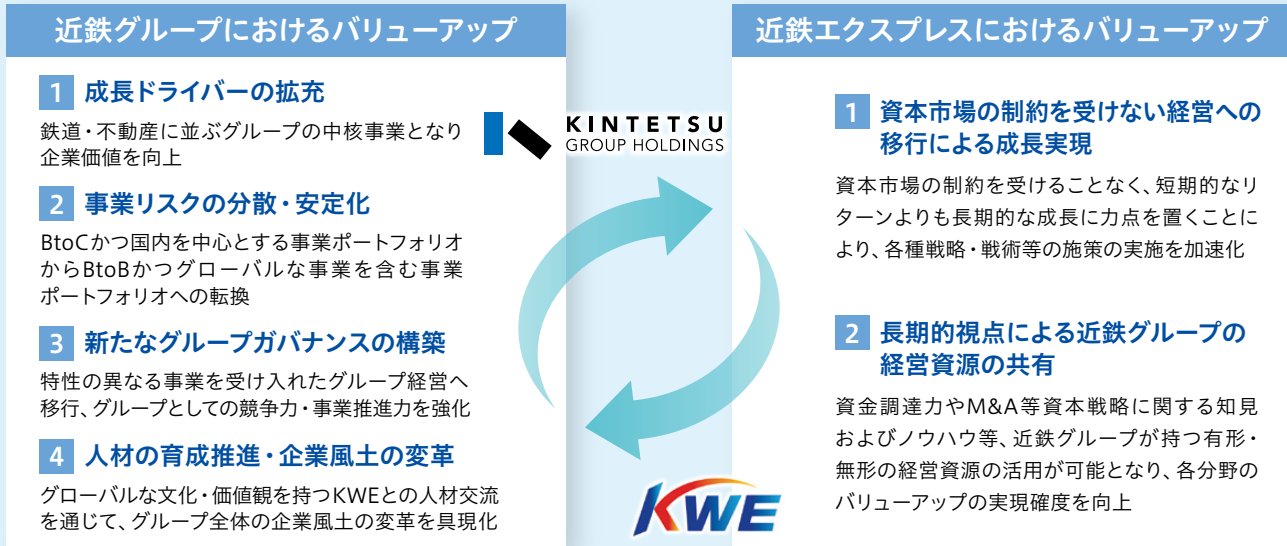 近鉄グループにおけるバリューアップ
1 成長ドライバーの拡充
鉄道・不動産に並ぶグループの中核事業となり
企業価値を向上
2 事業リスクの分散・安定化
BtoCかつ国内を中心とする事業ポートフォリオ
からBtoBかつグローバルな事業を含む事業
ポートフォリオへの転換
3 新たなグループガバナンスの構築
特性の異なる事業を受け入れたグループ経営へ
移行、グループとしての競争力・事業推進力を強化
4 人材の育成推進・企業風土の変革
グローバルな文化・価値観を持つKWEとの人材交流
を通じて、グループ全体の企業風土の変革を具現化
KINTETSU
GROUP HOLDINGS
KWE
近鉄エクスプレスにおけるバリューアップ
1 資本市場の制約を受けない経営への
移行による成長実現
資本市場の制約を受けることなく、短期的なリ
ターンよりも長期的な成長に力点を置くことに
より、各種戦略・戦術等の施策の実施を加速化
2 長期的視点による近鉄グループの
経営資源の共有
資金調達力やM&A等資本戦略に関する知見
およびノウハウ等、近鉄グループが持つ有形・
無形の経営資源の活用が可能となり、各分野の
バリューアップの実現確度を向上